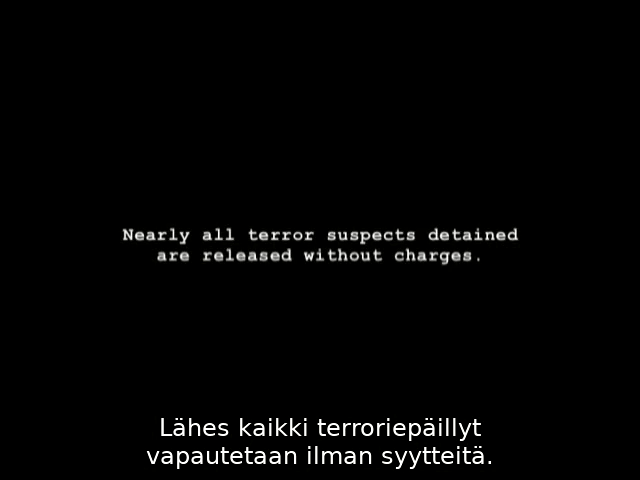 Nearly all terror suspects detained
are released without charges.
Lähes kaikki terroriepäillyt
vapautetaan ilman syytteitä.